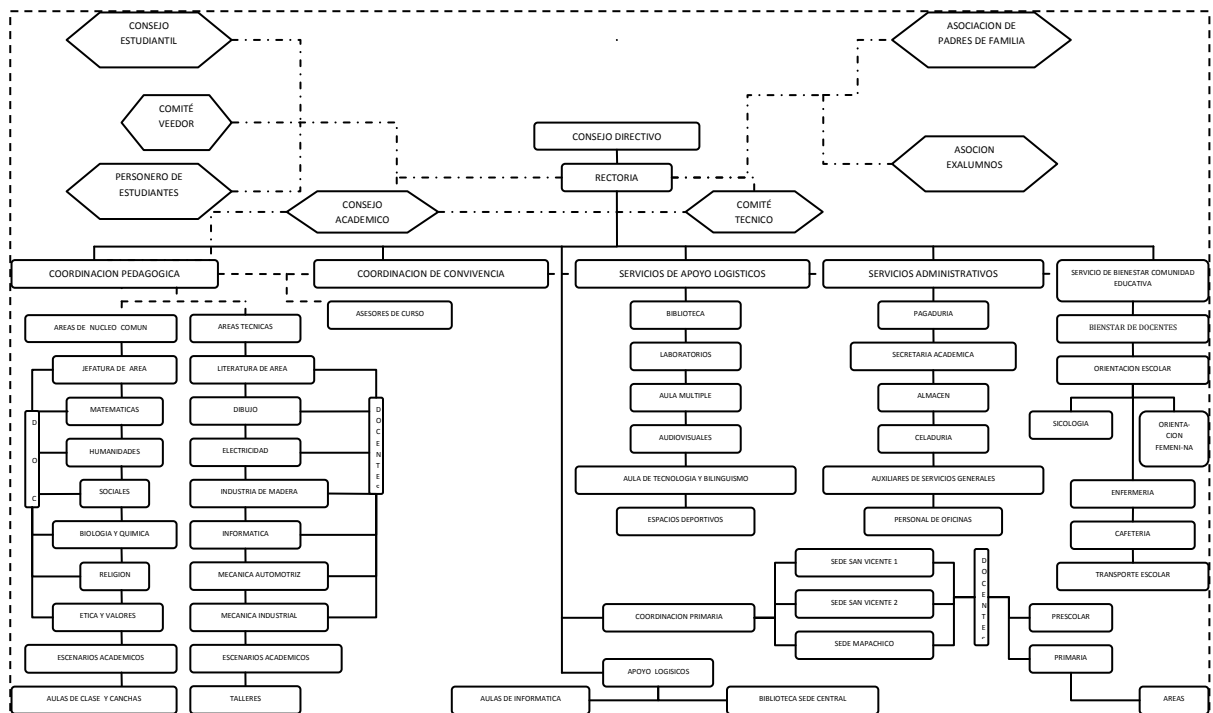 CONSEJO
ESTUDIANTIL
ASOCIACION DE
PADRES DE FAMILIA
COMITÉ
VEEDOR
CONSEJO DIRECTIVO
ASOCION
EXALUMNOS
PERSONERO DE
ESTUDIANTES
RECTORIA
CONSEJO
ACADEMICO
COMITÉ
TECNICO
COORDINACION PEDAGOGICA
COORDINACION DE CONVIVENCIA
SERVICIOS DE APOYO LOGISTICOS
SERVICIOS ADMINISTRATIVOS
SERVICIO DE BIENESTAR COMUNIDAD
EDUCATIVA
AREAS DE NUCLEO COMUN
AREAS TECNICAS
ASESORES DE CURSO
BIBLIOTECA
PAGADURIA
BIENSTAR DE DOCENTES
JEFATURA DE AREA
LITERATURA DE AREA
LABORATORIOS
SECRETARIA ACADEMICA
ORIENTACION ESCOLAR
MATEMATICAS
DIBUJO
AULA MULTIPLE
ALMACEN
SICOLOGIA
ORIENTA-
CION
FEMENI-NA
D
O
C
D
O
C
E
N
T
E
S
HUMANIDADES
ELECTRICIDAD
AUDIOVISUALES
CELADURIA
SOCIALES
INDUSTRIA DE MADERA
AULA DE TECNOLOGIA Y BILINGUISMO
AUXILIARES DE SERVICIOS GENERALES
ENFERMERIA
BIOLOGIA Y QUIMICA
INFORMATICA
ESPACIOS DEPORTIVOS
PERSONAL DE OFICINAS
CAFETERIA
RELIGION
MECANICA AUTOMOTRIZ
SEDE SAN VICENTE 1
TRANSPORTE ESCOLAR
D
O
C
E
N
T
E
S
ETICA Y VALORES
MECANICA INDUSTRIAL
COORDINACION PRIMARIA
SEDE SAN VICENTE 2
PRESCOLAR
SEDE MAPACHICO
ESCENARIOS ACADEMICOS
ESCENARIOS ACADEMICOS
APOYO LOGISICOS
PRIMARIA
AULAS DE CLASE Y CANCHAS
TALLERES
AULAS DE INFORMATICA
BIBLIOTECA SEDE CENTRAL
AREAS